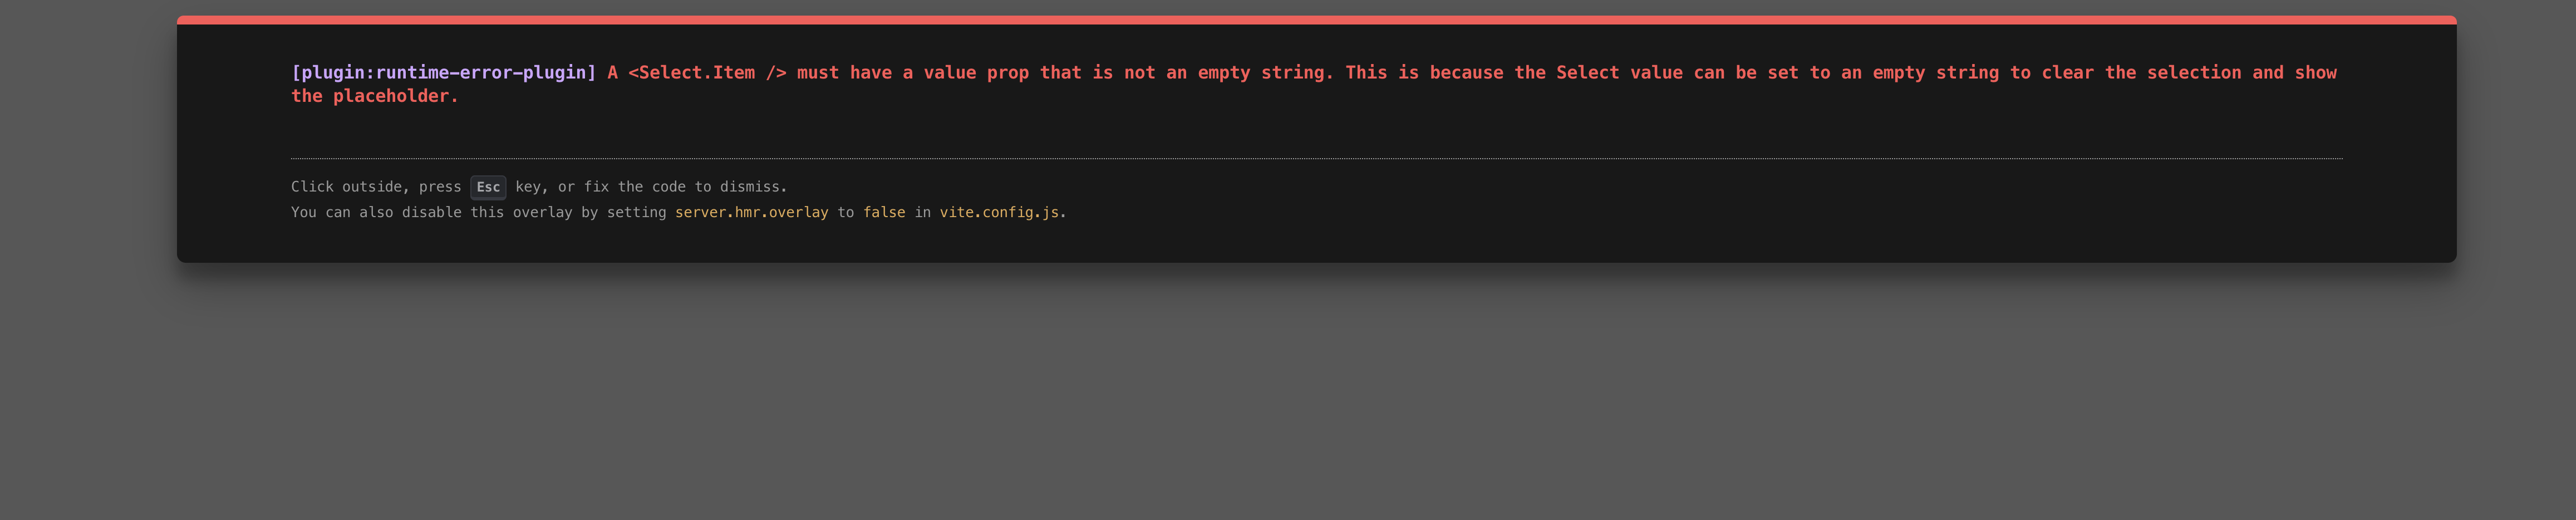 [plugin:runtime-error-plugin] A <Select.Item /> must have a value prop that is not an empty string. This is because the Select value can be set to an empty string to clear the selection and show
the placeholder.
Click outside, press Esc key, or fix the code to dismiss.
You can also disable this overlay by setting server.hmr.overlay to false in vite.config.js.